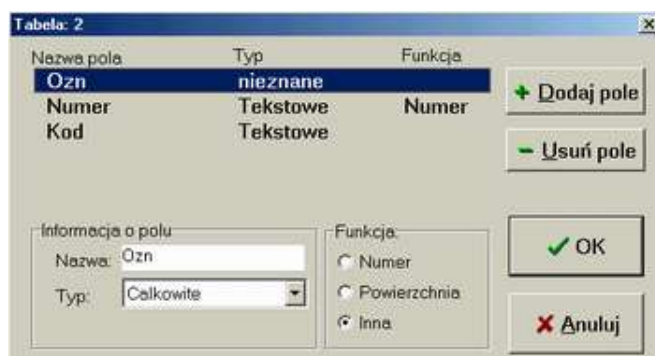 Tabela: 2
Nazwa pola Typ Funkcja
Ozn nieznane
Numer Tekstowe Numer
Kod Tekstowe
+ Dodaj pole
- Usuń pole
Informacja o polu
Nazwa: Ozn
Typ: Całkowite
Funkcja:
Numer
Powierzchnia
Inna
OK
Anuluj